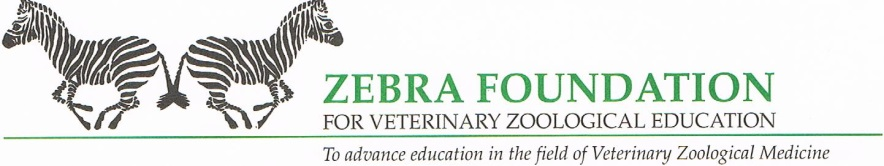 ZEBRA FOUNDATION
FOR VETERINARY ZOOLOGICAL EDUCATION
To advance education in the field of Veterinary Zoological Medicine